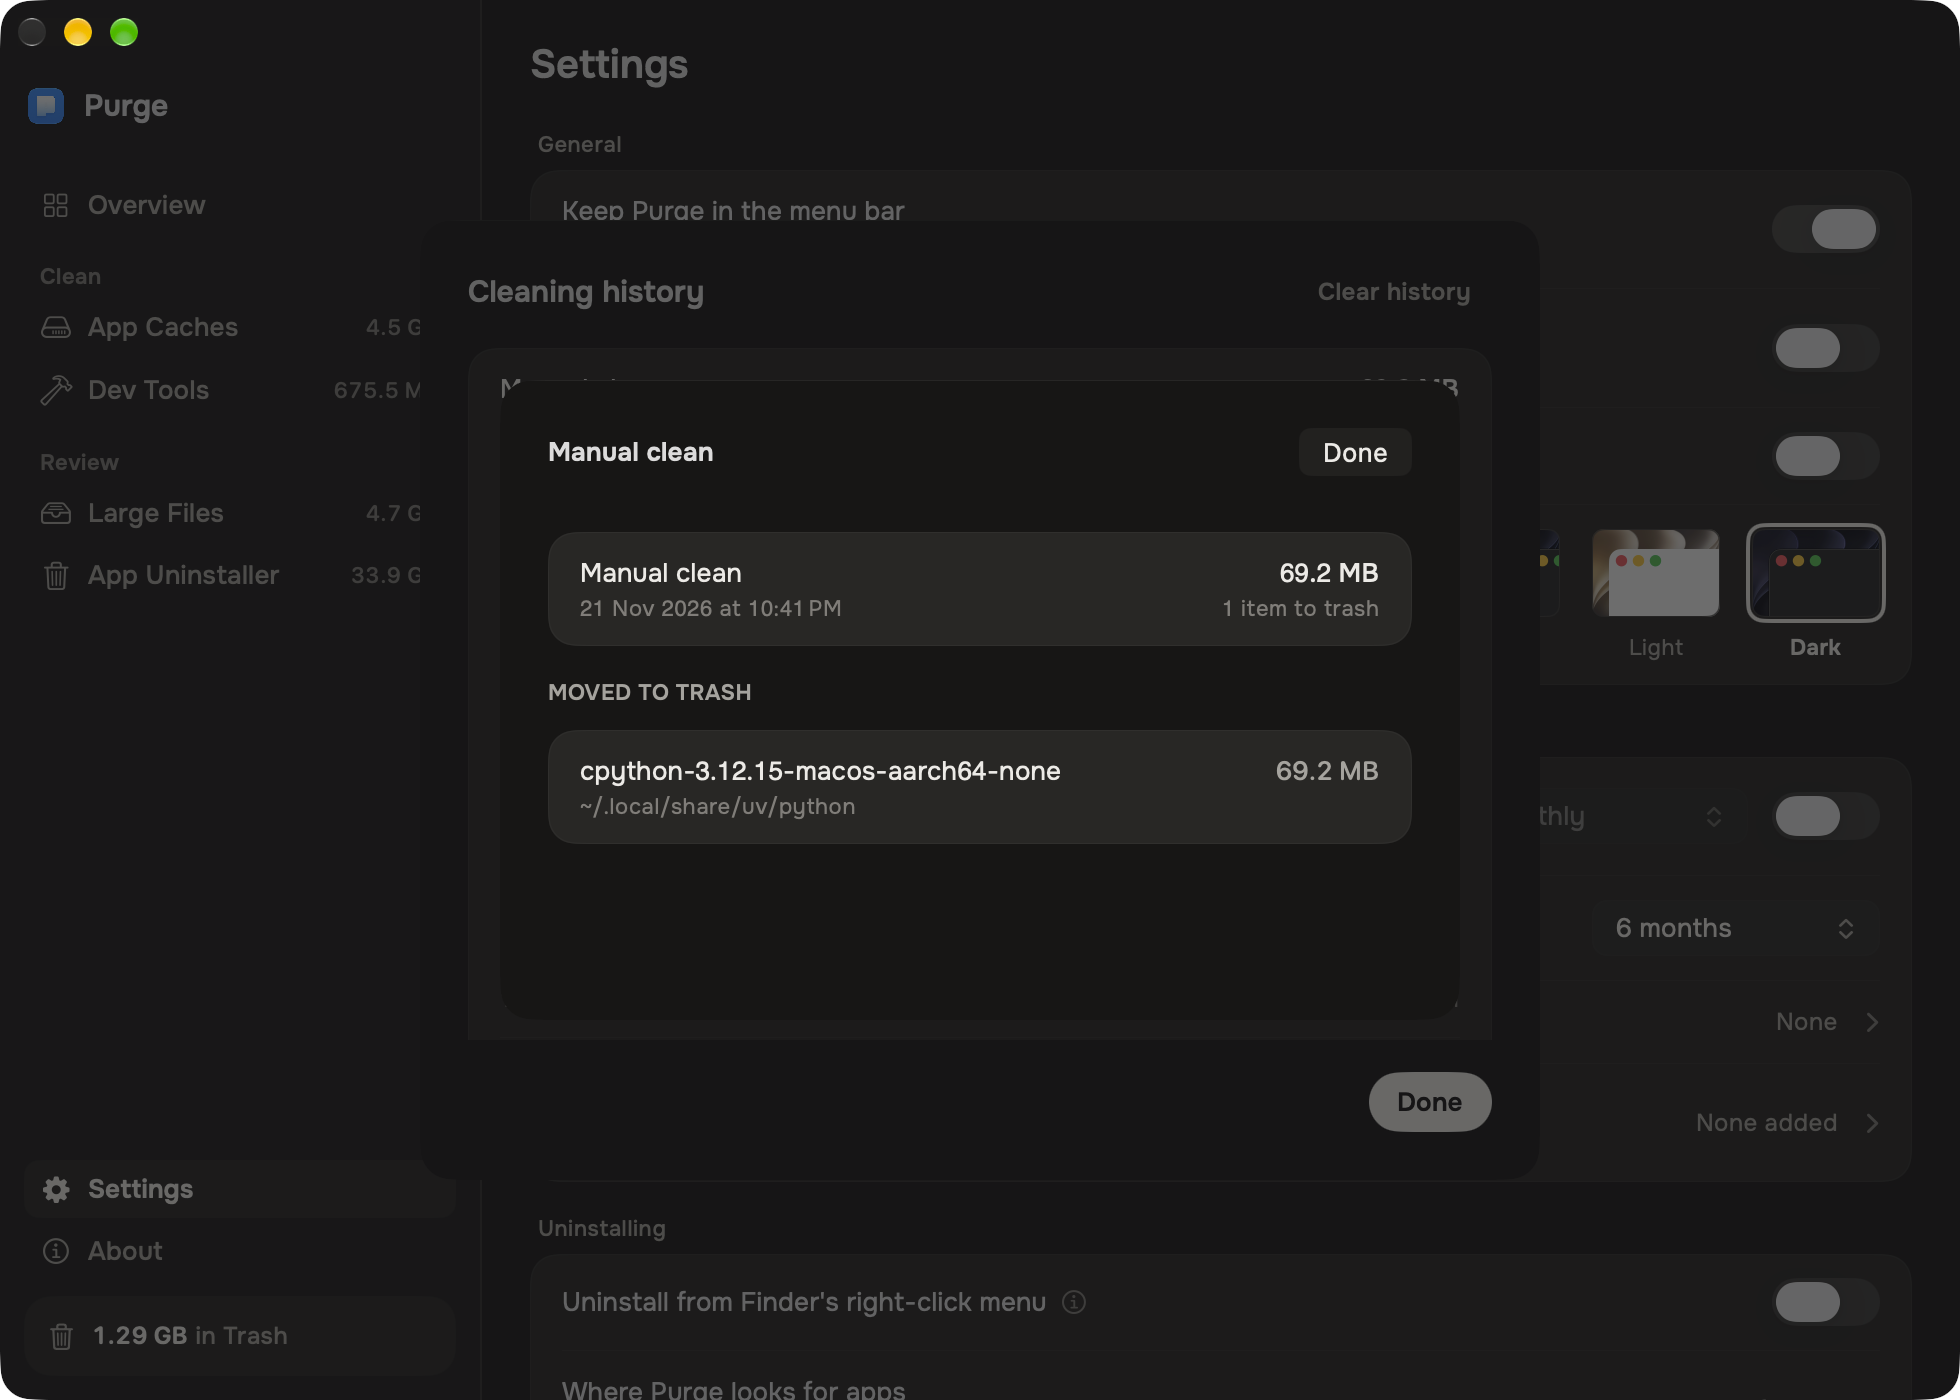 Purge
Overview
Clean
App Caches 4.5 G
Dev Tools 675.5 M
Review
Large Files 4.7 G
App Uninstaller 33.9 G
Settings
About
1.29 GB in Trash
Settings
General
Keep Purge in the menu bar
Light
Dark
thly
6 months
None
None added
Uninstalling
Uninstall from Finder's right-click menu
Where Purge looks for apps
Cleaning history
Clear history
Manual clean
Done
Manual clean 69.2 MB
21 Nov 2026 at 10:41 PM 1 item to trash
MOVED TO TRASH
cpython-3.12.15-macos-aarch64-none 69.2 MB
~/.local/share/uv/python
Done